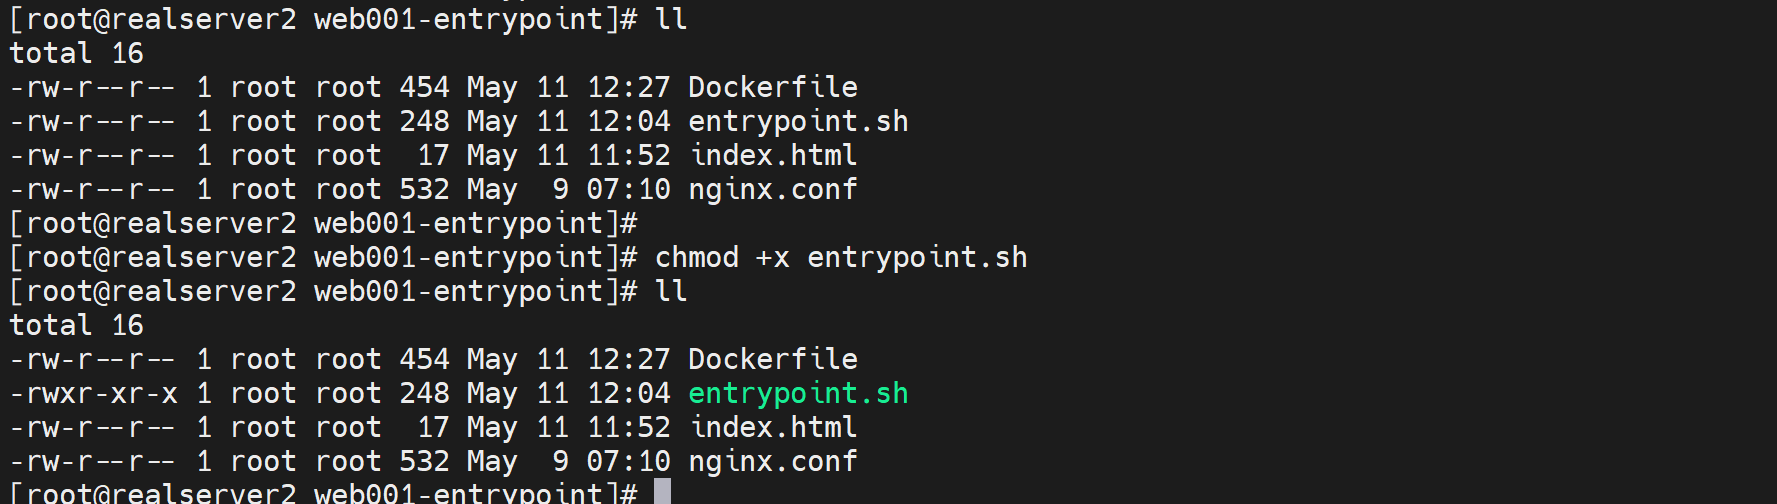 [root@realserver2 web001-entrypoint]# ll
total 16
-rw-r--r-- 1 root root 454 May 11 12:27 Dockerfile
-rw-r--r-- 1 root root 248 May 11 12:04 entrypoint.sh
-rw-r--r-- 1 root root  17 May 11 11:52 index.html
-rw-r--r-- 1 root root 532 May  9 07:10 nginx.conf
[root@realserver2 web001-entrypoint]#
[root@realserver2 web001-entrypoint]# chmod +x entrypoint.sh
[root@realserver2 web001-entrypoint]# ll
total 16
-rw-r--r-- 1 root root 454 May 11 12:27 Dockerfile
-rwxr-xr-x 1 root root 248 May 11 12:04 entrypoint.sh
-rw-r--r-- 1 root root  17 May 11 11:52 index.html
-rw-r--r-- 1 root root 532 May  9 07:10 nginx.conf
[root@realserver2 web001-entrypoint]#